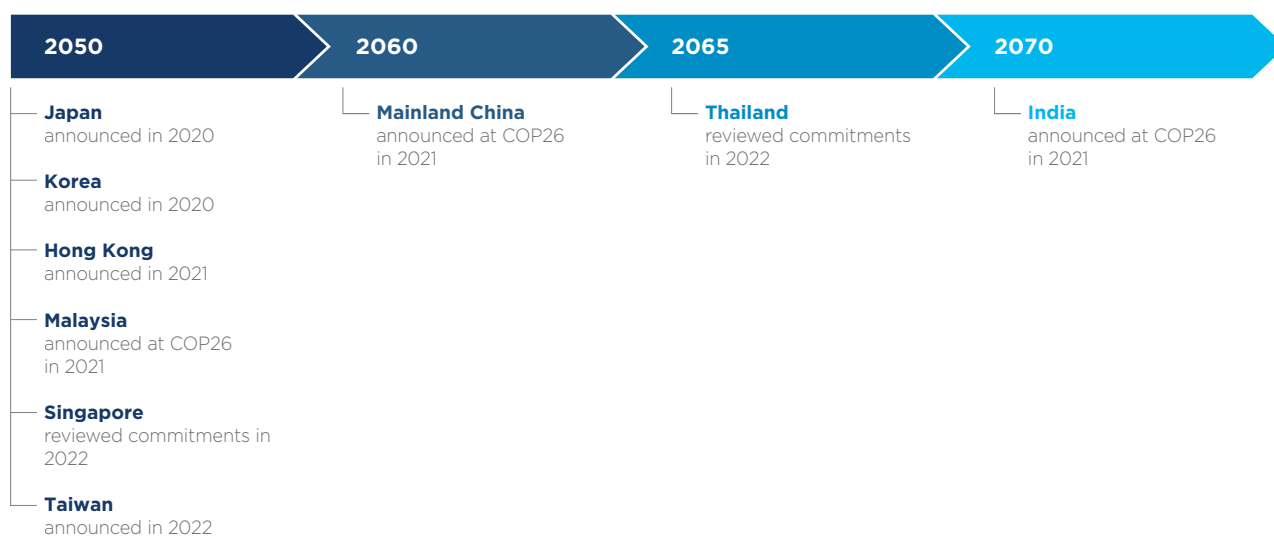 2050
Japan
announced in 2020
Korea
announced in 2020
Hong Kong
announced in 2021
Malaysia
announced at COP26
in 2021
Singapore
reviewed commitments in
2022
Taiwan
announced in 2022
2060
Mainland China
announced at COP26
in 2021
2065
Thailand
reviewed commitments
in 2022
2070
India
announced at COP26
in 2021